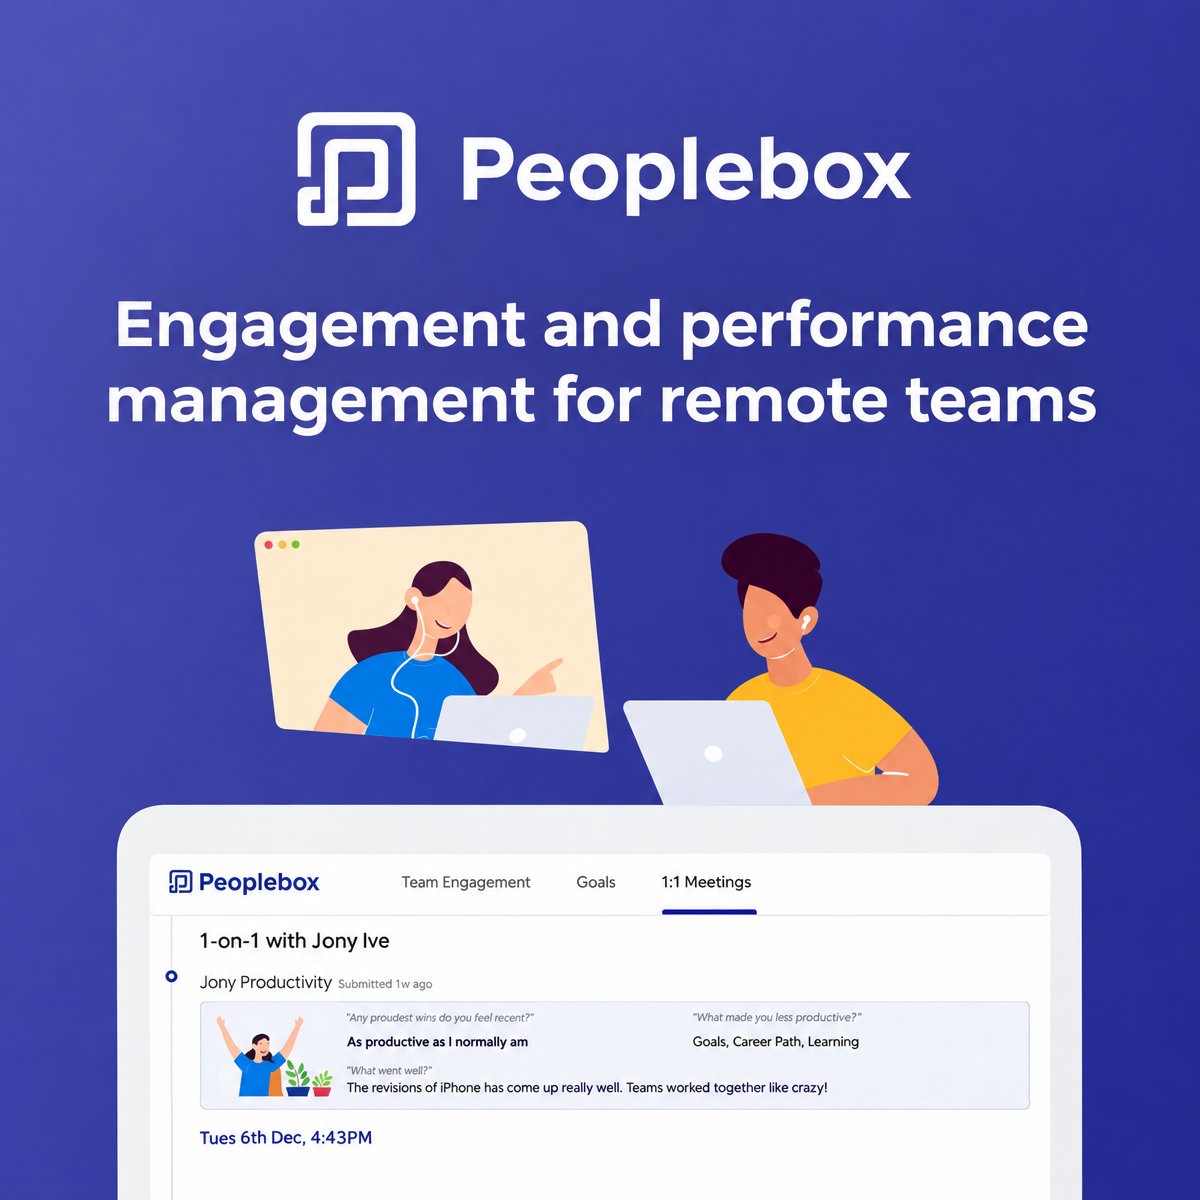 Peoplebox
Engagement and performance
management for remote teams
Peoplebox
Team Engagement
Goals
1:1 Meetings
1-on-1 with Jony Ive
Jony Productivity Submitted 1w ago
"Any proudest wins do you feel recent?"
As productive as I normally am
"What made you less productive?"
Goals, Career Path, Learning
"What went well?"
The revisions of iPhone has come up really well. Teams worked together like crazy!
Tues 6th Dec, 4:43PM